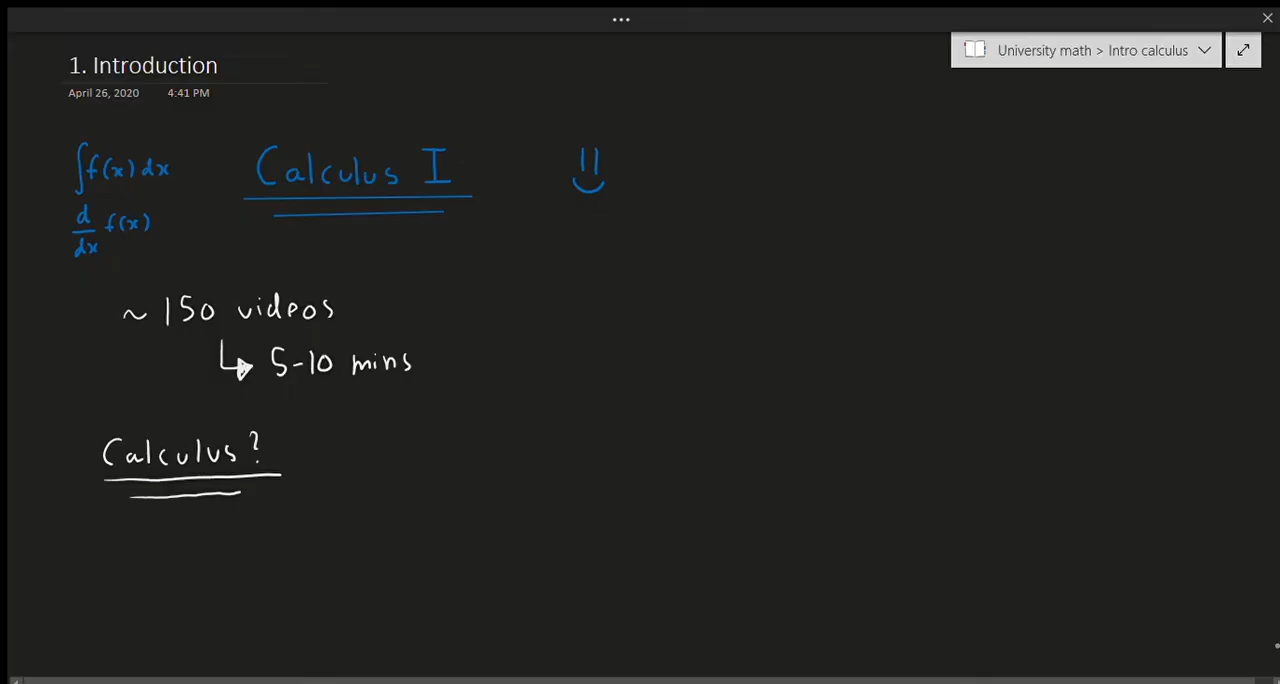 University math > Intro calculus
1. Introduction
April 26, 2020 4:41 PM
∫f(x)dx
Calculus I
d/dx f(x)
~150 videos
↳ 5-10 mins
Calculus?